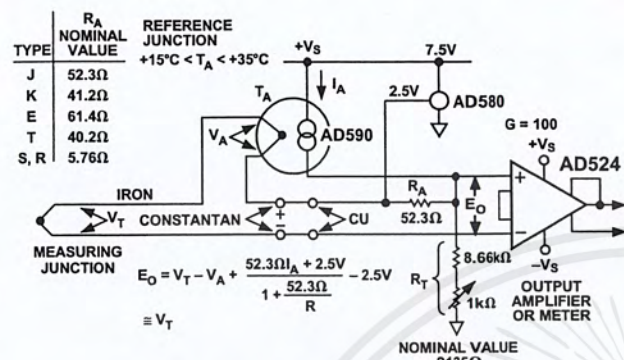 TYPE
R_A NOMINAL VALUE
J 52.3Ω
K 41.2Ω
E 61.4Ω
T 40.2Ω
S, R 5.76Ω
REFERENCE JUNCTION
+15°C < T_A < +35°C
+V_S
I_A
T_A
V_A
AD590
7.5V
2.5V
AD580
G = 100
+V_S
AD524
+
–
–V_S
OUTPUT AMPLIFIER OR METER
IRON
V_T
MEASURING JUNCTION
CONSTANTAN
+
–
CU
R_A
52.3Ω
E_O
8.66kΩ
R_T
1kΩ
E_O = V_T – V_A + (52.3ΩI_A + 2.5V) / (1 + 52.3Ω / R) – 2.5V
≅ V_T
NOMINAL VALUE
9135Ω